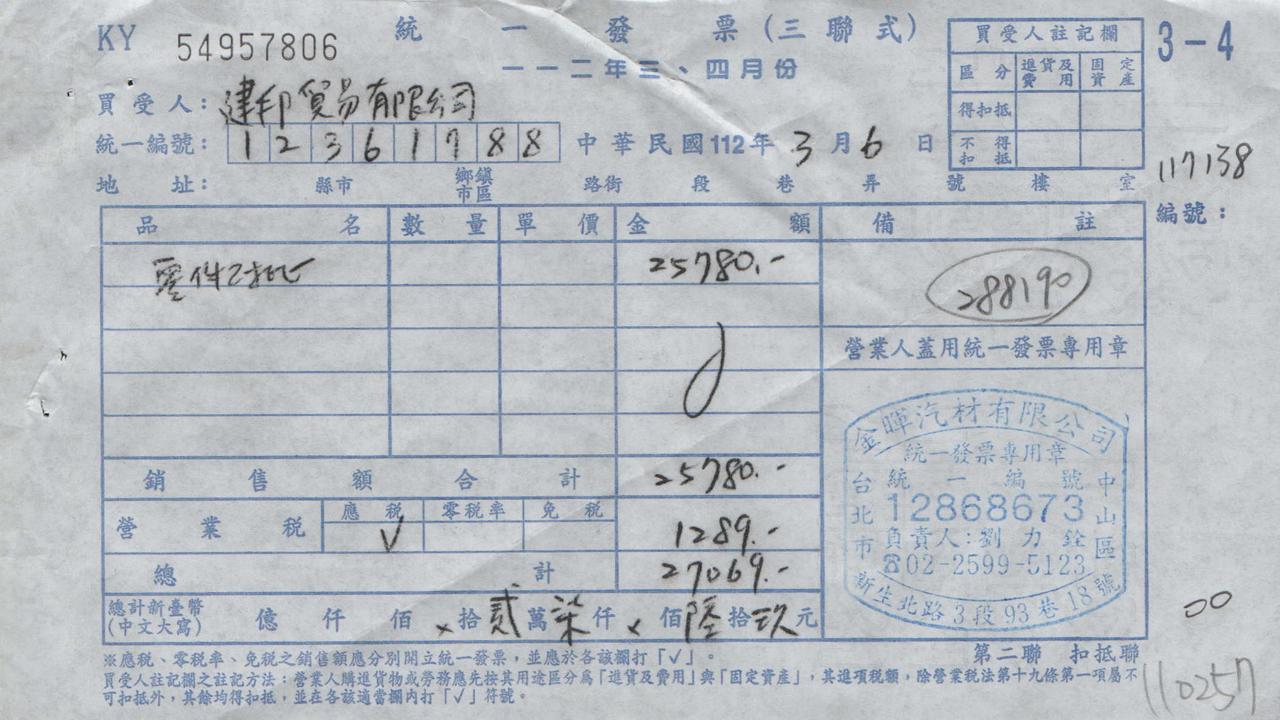 KY 54957806 統一發票(三聯式) 3-4
一一二年三、四月份
買受人: 建邦貿易有限公司
統一編號: 1 2 3 6 1 7 8 8 中華民國112年3月6日
地址: 縣市 鄉鎮市區 路街 段 巷 弄 號 樓 室
買受人註記欄
區分 進貨及費用 固定資產
得扣抵
不得扣抵
117138
編號:
品名 數量 單價 金額 備註
零件 25780.- 288190
營業人蓋用統一發票專用章
銷售額合計 25780.-
營業稅 應稅 零稅率 免稅
√ 1289.-
總計 27069.-
總計新臺幣(中文大寫) 億 仟 佰 × 拾 貳 萬 柒 仟 × 佰 陸 拾 玖 元
金暉汽材有限公司
統一發票專用章
統一編號
12868673
負責人:劉力銓
☎02-2599-5123
台北市中山區
新生北路3段93巷18號
00
第二聯 扣抵聯
※應稅、零稅率、免稅之銷售額應分別開立統一發票,並應於各該欄打「√」。
買受人註記欄之註記方法:營業人購進貨物或勞務應先按其用途區分為「進貨及費用」與「固定資產」,其進項稅額,除營業稅法第十九條第一項屬不
可扣抵外,其餘均得扣抵,並在各該適當欄內打「√」符號。
110257